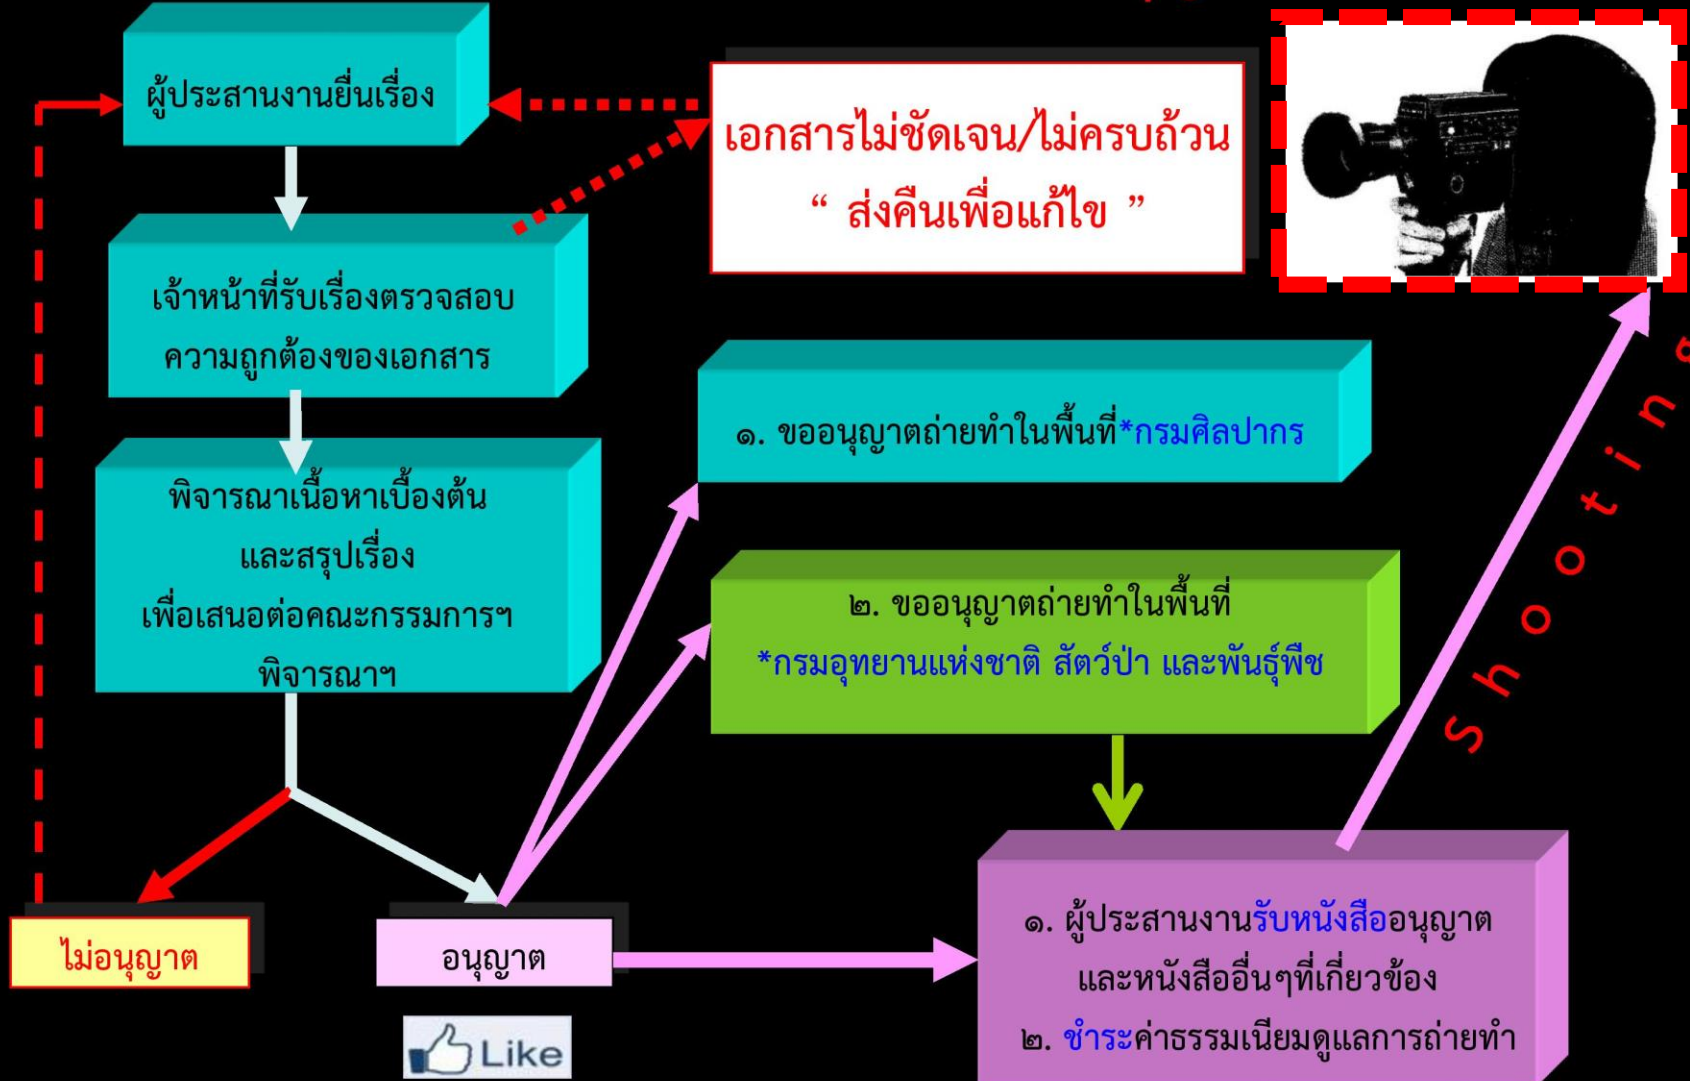 ผู้ประสานงานยื่นเรื่อง
เอกสารไม่ชัดเจน/ไม่ครบถ้วน
“ ส่งคืนเพื่อแก้ไข ”
เจ้าหน้าที่รับเรื่องตรวจสอบ
ความถูกต้องของเอกสาร
๑. ขออนุญาตถ่ายทำในพื้นที่*กรมศิลปากร
พิจารณาเนื้อหาเบื้องต้น
และสรุปเรื่อง
เพื่อเสนอต่อคณะกรรมการฯ
พิจารณาฯ
๒. ขออนุญาตถ่ายทำในพื้นที่
*กรมอุทยานแห่งชาติ สัตว์ป่า และพันธุ์พืช
Shooting
ไม่อนุญาต
อนุญาต
Like
๑. ผู้ประสานงานรับหนังสืออนุญาต
และหนังสืออื่นๆที่เกี่ยวข้อง
๒. ชำระค่าธรรมเนียมดูแลการถ่ายทำ